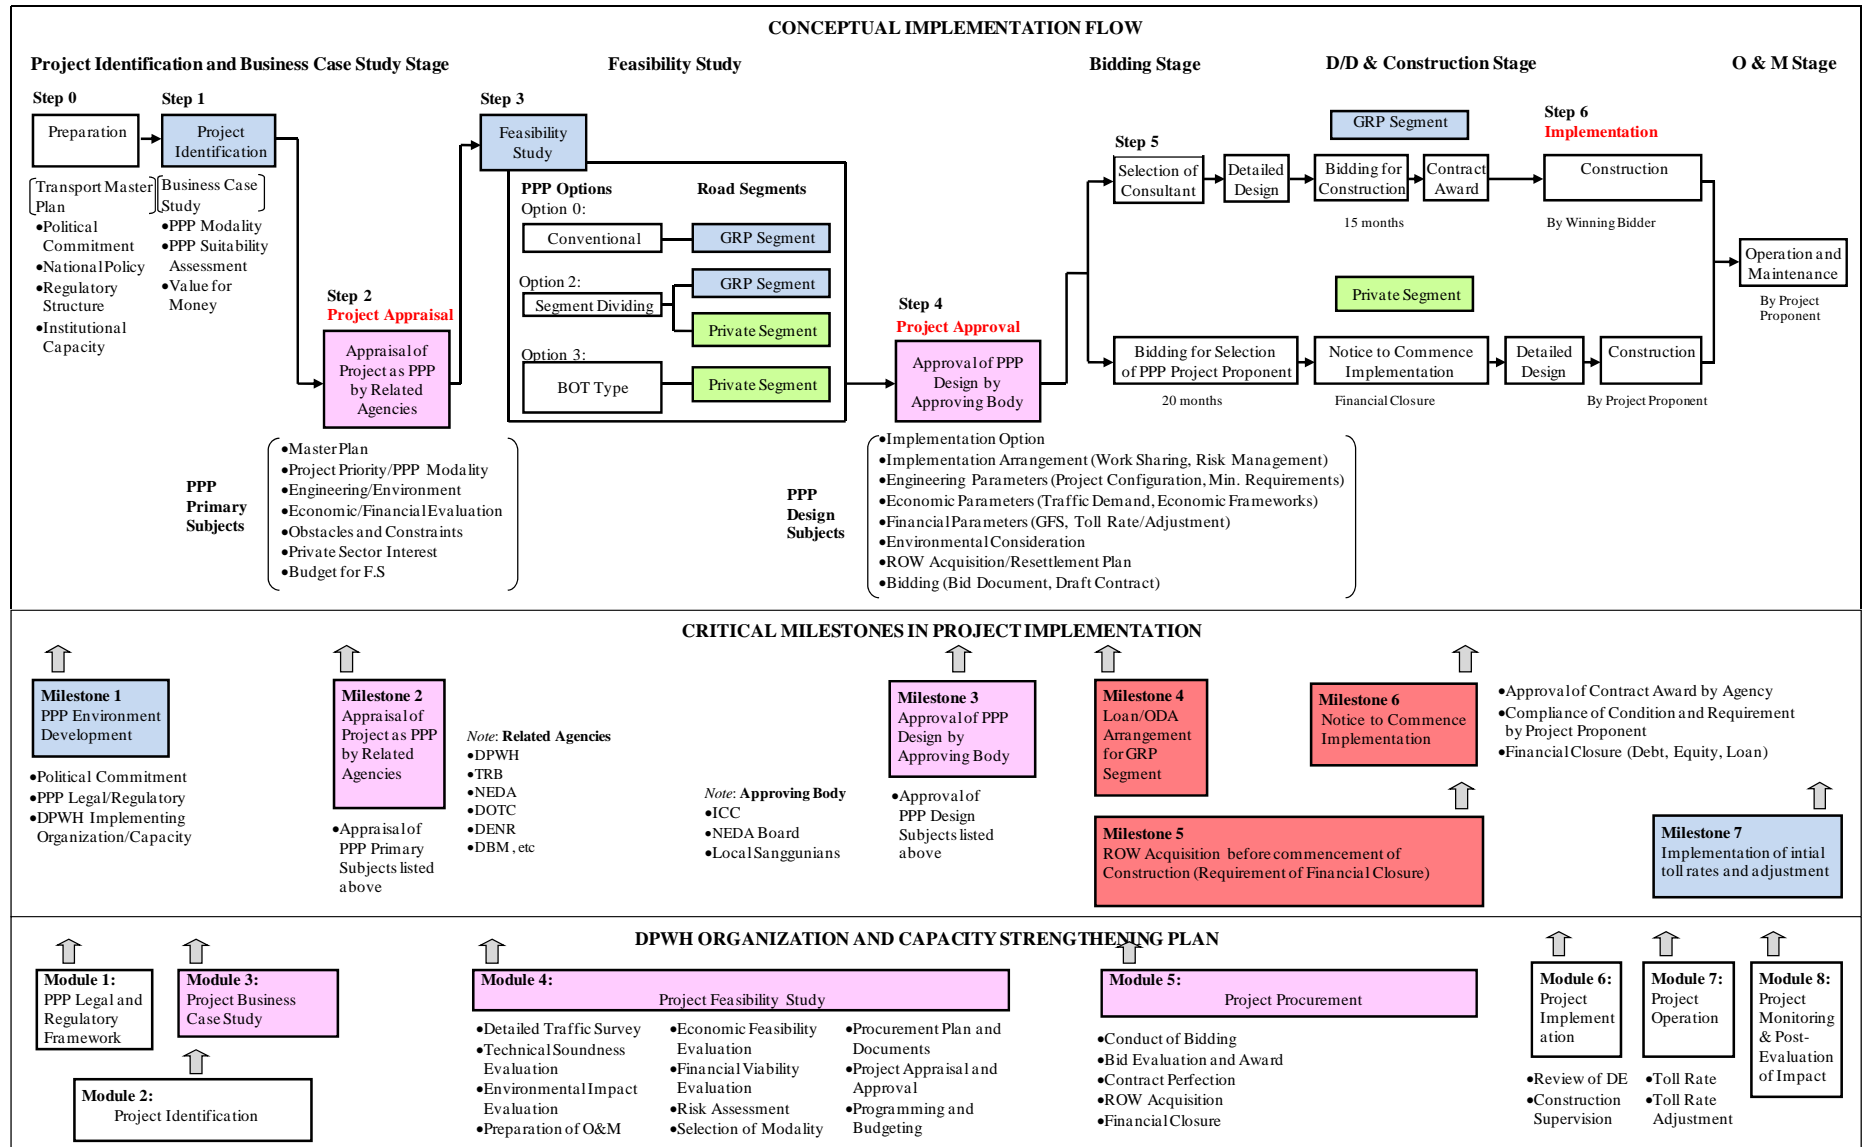 CONCEPTUAL IMPLEMENTATION FLOW
Project Identification and Business Case Study Stage
Feasibility Study
Bidding Stage
D/D & Construction Stage
O & M Stage
Step 0
Preparation
Transport Master
Plan
•Political
Commitment
•National Policy
•Regulatory
Structure
•Institutional
Capacity
Step 1
Project
Identification
Business Case
Study
•PPP Modality
•PPP Suitability
Assessment
•Value for
Money
Step 2
Project Appraisal
Appraisal of
Project as PPP
by Related
Agencies
PPP
Primary
Subjects
•Master Plan
•Project Priority/PPP Modality
•Engineering/Environment
•Economic/Financial Evaluation
•Obstacles and Constraints
•Private Sector Interest
•Budget for F.S
Step 3
Feasibility
Study
PPP Options
Road Segments
Option 0:
Conventional
GRP Segment
Option 2:
Segment Dividing
GRP Segment
Private Segment
Option 3:
BOT Type
Private Segment
Step 4
Project Approval
Approval of PPP
Design by
Approving Body
PPP
Design
Subjects
•Implementation Option
•Implementation Arrangement (Work Sharing, Risk Management)
•Engineering Parameters (Project Configuration, Min. Requirements)
•Economic Parameters (Traffic Demand, Economic Frameworks)
•Financial Parameters (GFS, Toll Rate/Adjustment)
•Environmental Consideration
•ROW Acquisition/Resettlement Plan
•Bidding (Bid Document, Draft Contract)
Step 5
Selection of
Consultant
Detailed
Design
GRP Segment
Bidding for
Construction
Contract
Award
15 months
Step 6
Implementation
Construction
By Winning Bidder
Private Segment
Bidding for Selection
of PPP Project Proponent
20 months
Notice to Commence
Implementation
Financial Closure
Detailed
Design
Construction
By Project Proponent
Operation and
Maintenance
By Project
Proponent
CRITICAL MILESTONES IN PROJECT IMPLEMENTATION
Milestone 1
PPP Environment
Development
•Political Commitment
•PPP Legal/Regulatory
•DPWH Implementing
Organization/Capacity
Milestone 2
Appraisal of
Project as PPP
by Related
Agencies
•Appraisal of
PPP Primary
Subjects listed
above
Note: Related Agencies
•DPWH
•TRB
•NEDA
•DOTC
•DENR
•DBM , etc
Note: Approving Body
•ICC
•NEDA Board
•Local Sanggunians
Milestone 3
Approval of PPP
Design by
Approving Body
•Approval of
PPP Design
Subjects listed
above
Milestone 4
Loan/ODA
Arrangement
for GRP
Segment
Milestone 5
ROW Acquisition before commencement of
Construction (Requirement of Financial Closure)
Milestone 6
Notice to Commence
Implementation
•Approval of Contract Award by Agency
•Compliance of Condition and Requirement
by Project Proponent
•Financial Closure (Debt, Equity, Loan)
Milestone 7
Implementation of intial
toll rates and adjustment
DPWH ORGANIZATION AND CAPACITY STRENGTHENING PLAN
Module 1:
PPP Legal and
Regulatory
Framework
Module 2:
Project Identification
Module 3:
Project Business
Case Study
Module 4:
Project Feasibility Study
•Detailed Traffic Survey
•Technical Soundness
Evaluation
•Environmental Impact
Evaluation
•Preparation of O&M
•Economic Feasibility
Evaluation
•Financial Viability
Evaluation
•Risk Assessment
•Selection of Modality
•Procurement Plan and
Documents
•Project Appraisal and
Approval
•Programming and
Budgeting
Module 5:
Project Procurement
•Conduct of Bidding
•Bid Evaluation and Award
•Contract Perfection
•ROW Acquisition
•Financial Closure
Module 6:
Project
Implement
ation
•Review of DE
•Construction
Supervision
Module 7:
Project
Operation
•Toll Rate
•Toll Rate
Adjustment
Module 8:
Project
Monitoring
& Post-
Evaluation
of Impact